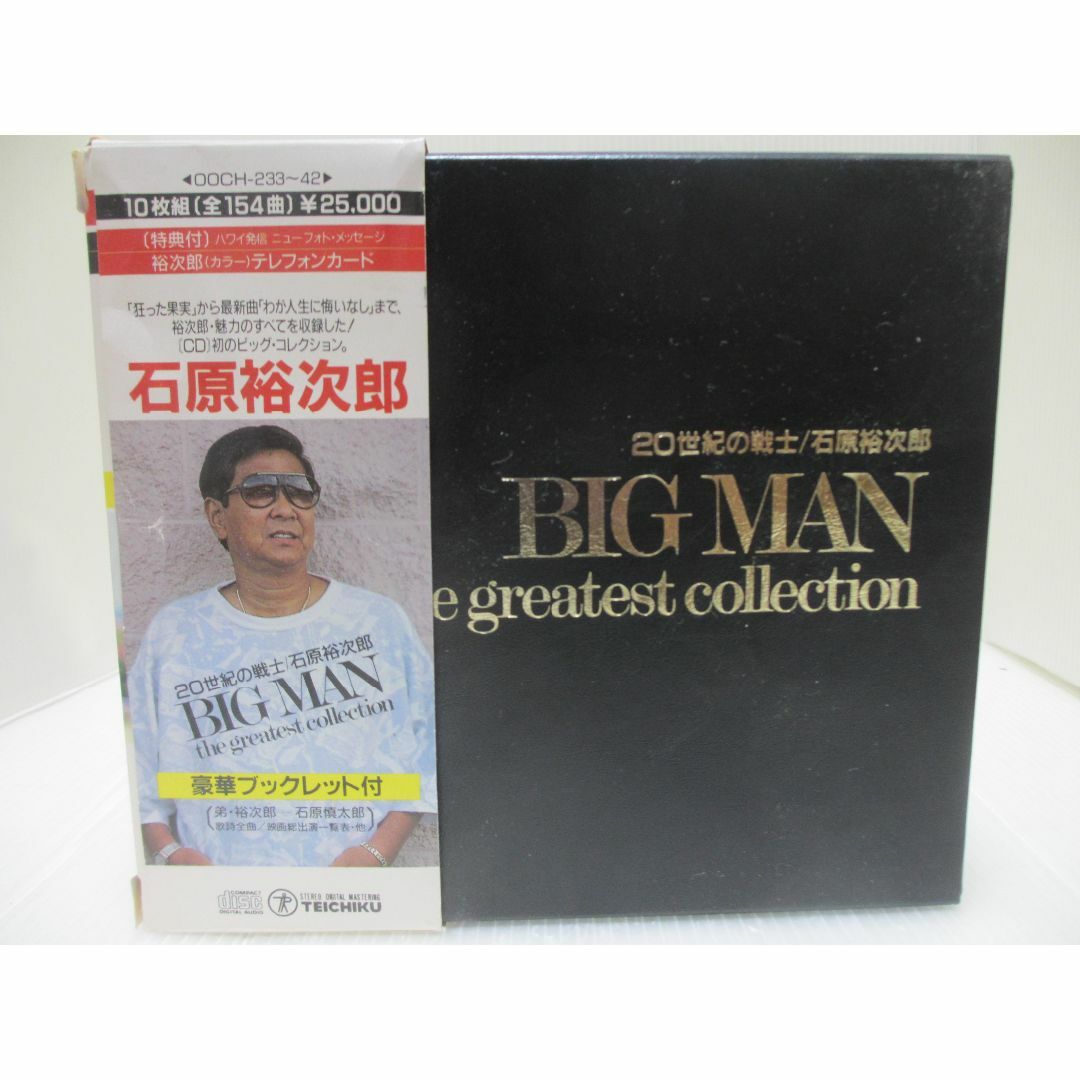 ◀00CH-233～42▶
10枚組(全154曲)¥25,000
(特典付)ハワイ発信 ニューフォト・メッセージ
裕次郎(カラー)テレフォンカード
「狂った果実」から最新曲「わが人生に悔いなし」まで、
裕次郎・魅力のすべてを収録した!
〔CD〕初のビッグ・コレクション。
石原裕次郎
20世紀の戦士/石原裕次郎
BIG MAN
the greatest collection
豪華ブックレット付
弟・裕次郎―石原慎太郎
歌詩全曲/映画総出演一覧表・他
COMPACT
disc
DIGITAL AUDIO
STEREO DIGITAL MASTERING
TEICHIKU
20世紀の戦士/石原裕次郎
BIG MAN
e greatest collection